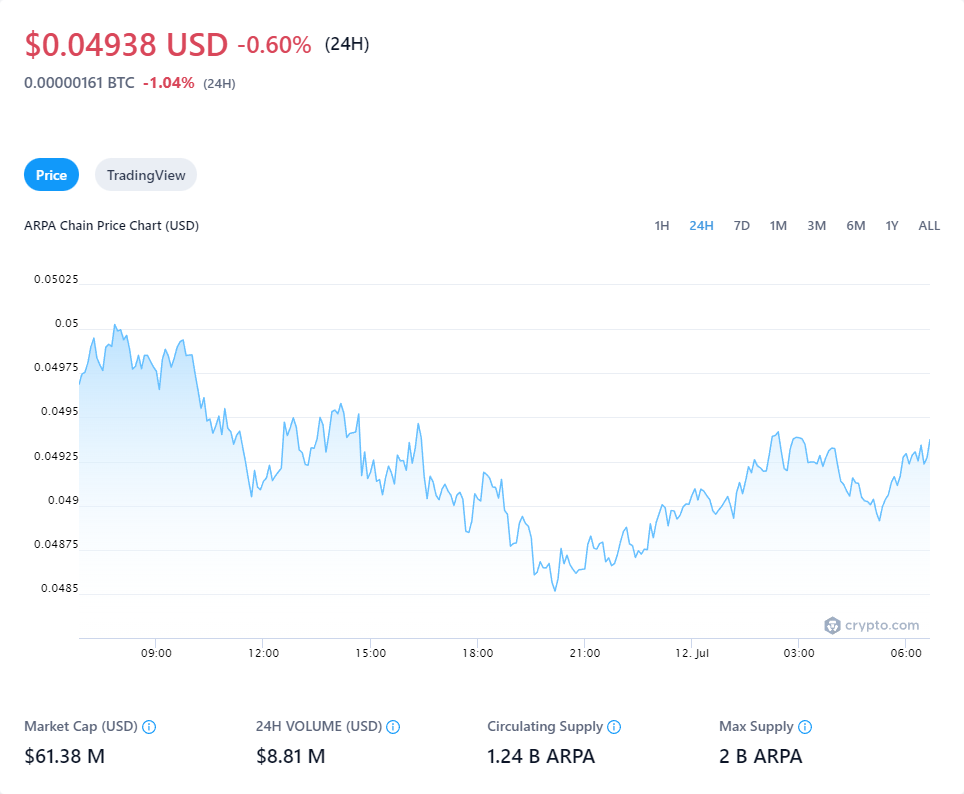 $0.04938 USD -0.60% (24H)
0.00000161 BTC -1.04% (24H)
Price TradingView
ARPA Chain Price Chart (USD) 1H 24H 7D 1M 3M 6M 1Y ALL
0.05025
0.05
0.04975
0.0495
0.04925
0.049
0.04875
0.0485
crypto.com
09:00 12:00 15:00 18:00 21:00 12. Jul 03:00 06:00
Market Cap (USD) 24H VOLUME (USD) Circulating Supply Max Supply
$61.38 M $8.81 M 1.24 B ARPA 2 B ARPA